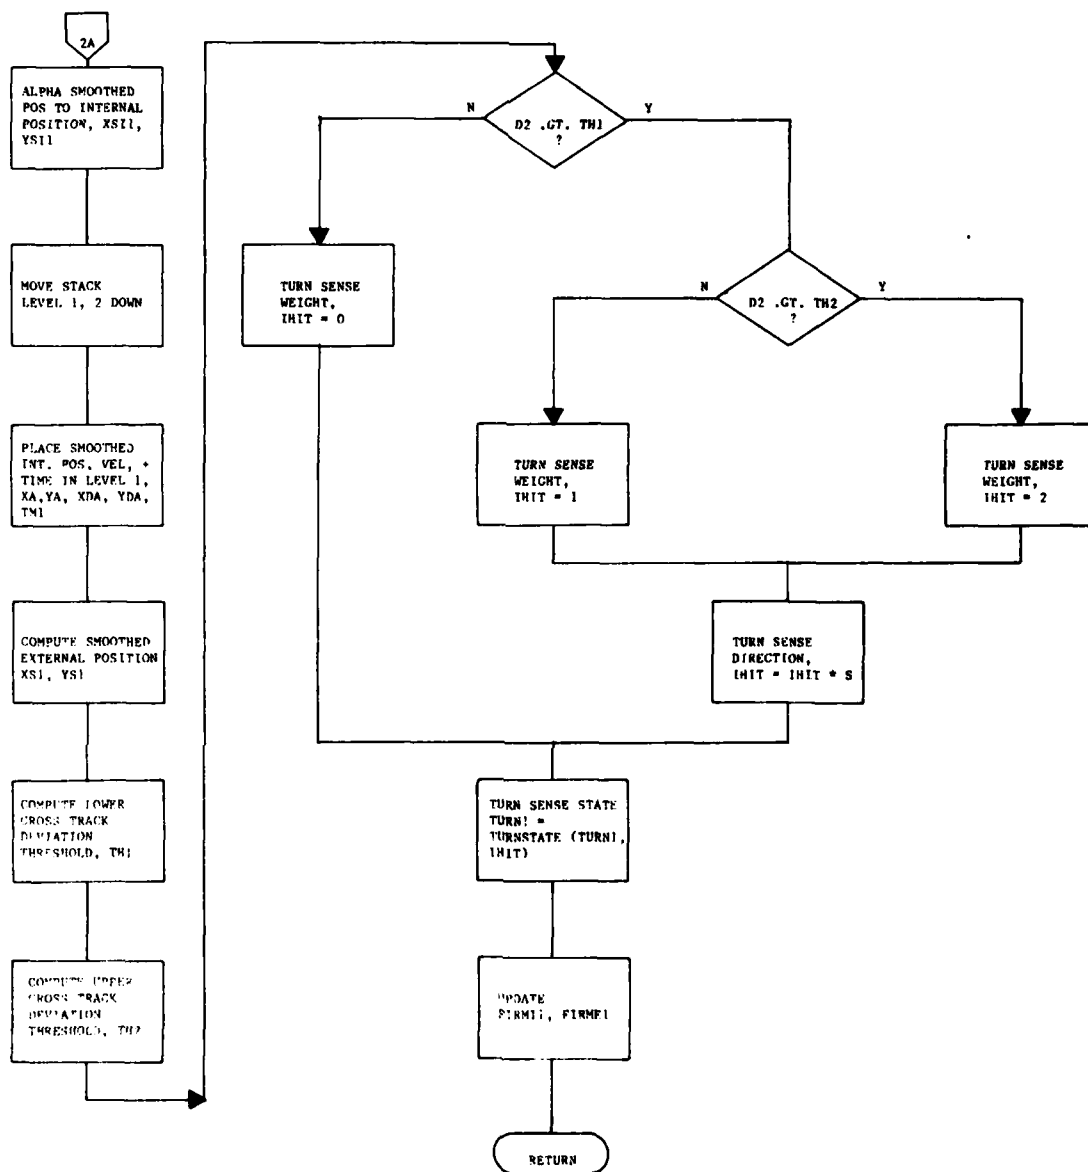 2A
ALPHA SMOOTHED
POS TO INTERNAL
POSITION, XSI1,
YSI1
MOVE STACK
LEVEL 1, 2 DOWN
PLACE SMOOTHED
INT. POS, VEL, +
TIME IN LEVEL 1,
XA,YA, XDA, YDA,
TM1
COMPUTE SMOOTHED
EXTERNAL POSITION
XS1, YS1
COMPUTE LOWER
CROSS TRACK
DEVIATION
THRESHOLD, TH1
COMPUTE UPPER
CROSS TRACK
DEVIATION
THRESHOLD, TH2
N
D2 .GT. TH1
?
Y
TURN SENSE
WEIGHT,
IHIT = 0
N
D2 .GT. TH2
?
Y
TURN SENSE
WEIGHT,
IHIT = 1
TURN SENSE
WEIGHT,
IHIT = 2
TURN SENSE
DIRECTION,
IHIT = IHIT * S
TURN SENSE STATE
TURN1 =
TURNSTATE (TURN1,
IHIT)
UPDATE
FIRMI1, FIRME1
RETURN